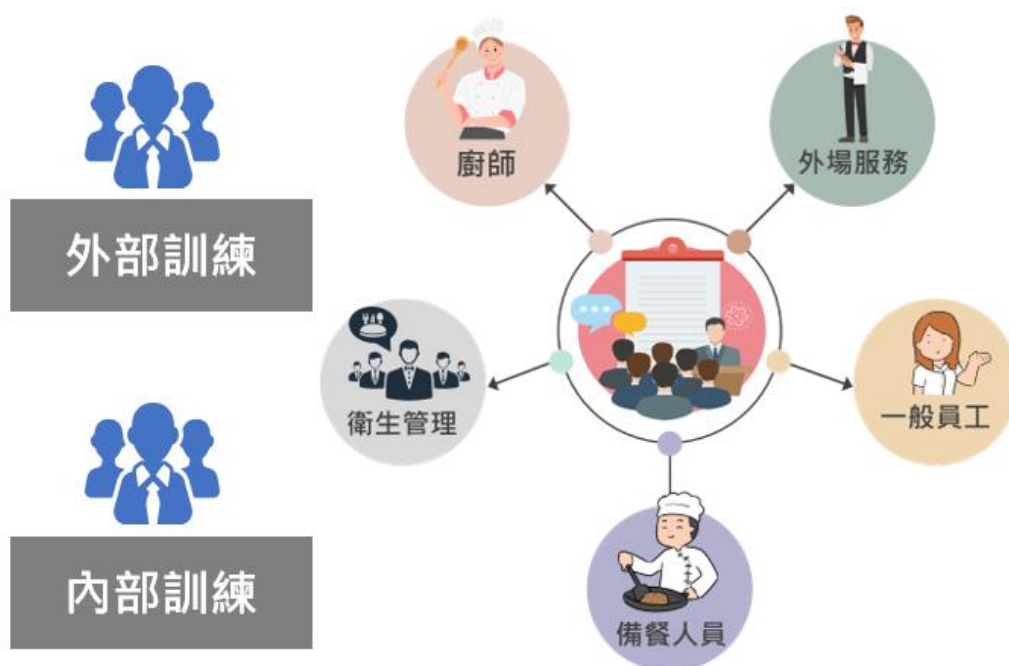 外部訓練
內部訓練
廚師
外場服務
衛生管理
一般員工
備餐人員